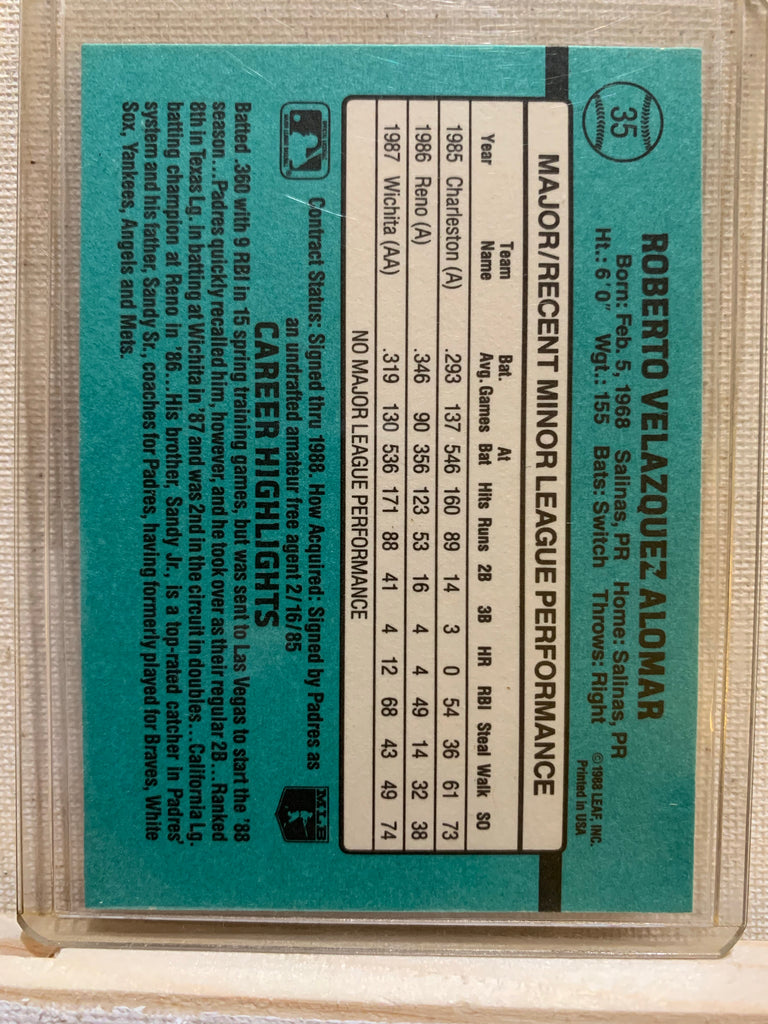 35
ROBERTO VELAZQUEZ ALOMAR
Born: Feb. 5, 1968 Salinas, PR Home: Salinas, PR
Ht.: 6'0" Wgt.: 155 Bats: Switch Throws: Right
©1988 LEAF, INC.
Printed in USA
MAJOR/RECENT MINOR LEAGUE PERFORMANCE
Year Team Name Bat. Avg. Games At Bat Hits Runs 2B 3B HR RBI Steal Walk SO
1985 Charleston (A) .293 137 546 160 89 14 3 0 54 36 61 73
1986 Reno (A) .346 90 356 123 53 16 4 4 49 14 32 38
1987 Wichita (AA) .319 130 536 171 88 41 4 12 68 43 49 74
NO MAJOR LEAGUE PERFORMANCE
Contract Status: Signed thru 1988. How Acquired: Signed by Padres as
an undrafted amateur free agent 2/16/85
MLB
CAREER HIGHLIGHTS
Batted .360 with 9 RBI in 15 spring training games, but was sent to Las Vegas to start the '88
season...Padres quickly recalled him, however, and he took over as their regular 2B...Ranked
8th in Texas Lg. in batting at Wichita in '87 and was 2nd in the circuit in doubles...California Lg.
batting champion at Reno in '86...His brother, Sandy Jr., is a top-rated catcher in Padres'
system and his father, Sandy Sr., coaches for Padres, having formerly played for Braves, White
Sox, Yankees, Angels and Mets.